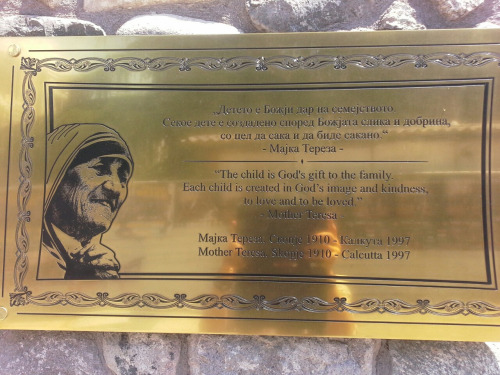 „Детето е Божји дар на семејството.
Секое дете е создадено според Божјата слика и добрина,
со цел да сака и да биде сакано.“
- Мајка Тереза -
“The child is God's gift to the family.
Each child is created in God’s image and kindness,
to love and to be loved.”
- Mother Teresa
Мајка Тереза, Скопје 1910 - Калкута 1997
Mother Teresa, Skopje 1910 - Calcutta 1997